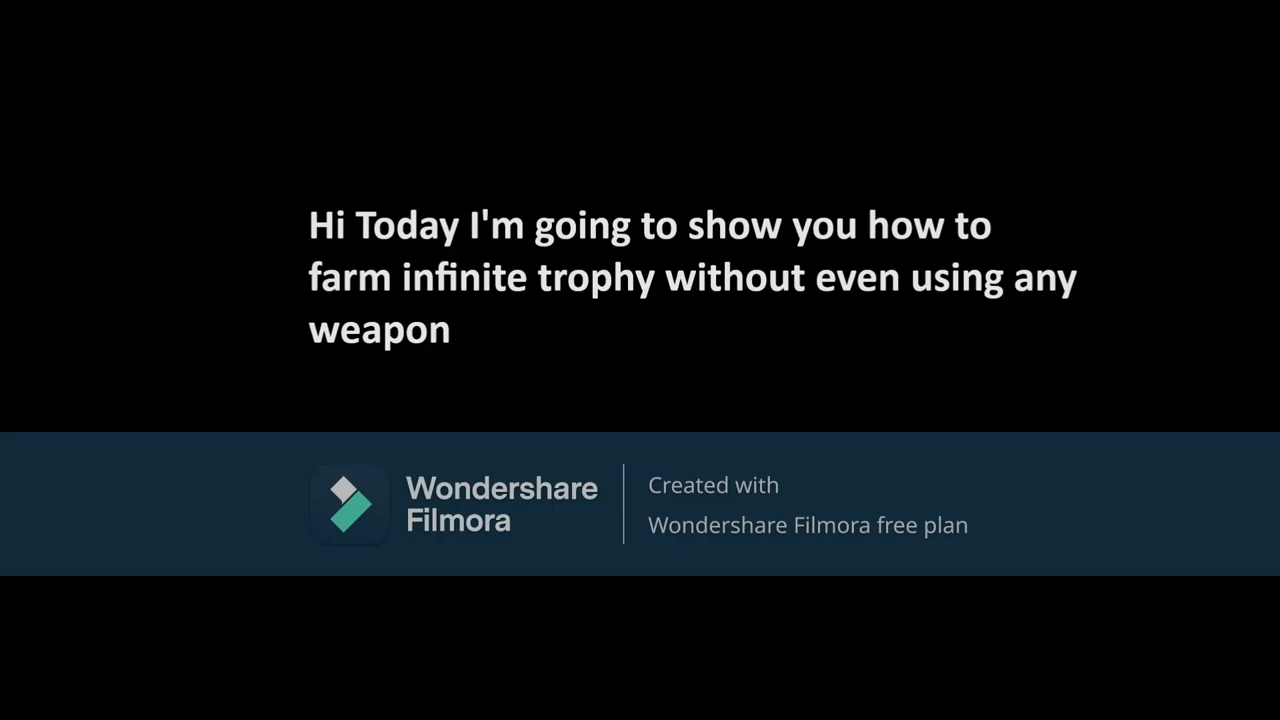 Hi Today I'm going to show you how to
farm infinite trophy without even using any
weapon
Wondershare
Filmora
Created with
Wondershare Filmora free plan